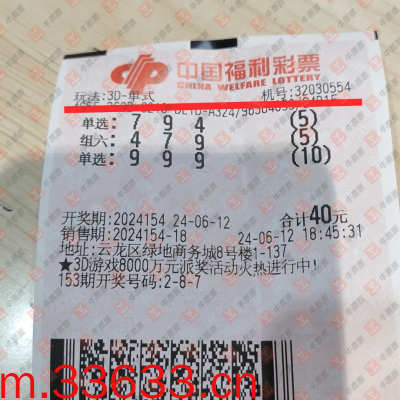 中国福利彩票
CHINA WELFARE LOTTERY
玩法:3D-单式 机号:32030554
单选: 7 9 4 (5)
组六: 4 7 9 (5)
单选: 9 9 9 (10)
开奖期:2024154 24-06-12 合计40元
销售期:2024154-18 24-06-12 18:45:31
地址:云龙区绿地商务城8号楼1-137
★3D游戏8000万元派奖活动火热进行中!
153期开奖号码:2-8-7
m.33633.cn